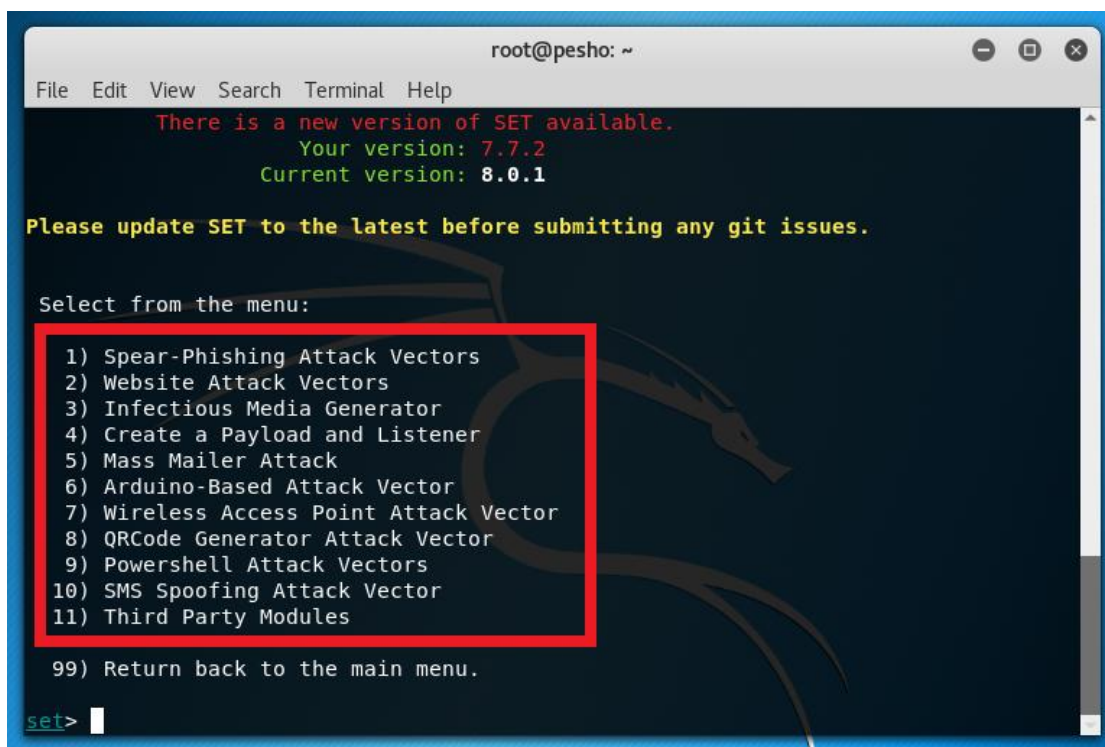 root@pesho: ~
File Edit View Search Terminal Help
There is a new version of SET available.
Your version: 7.7.2
Current version: 8.0.1
Please update SET to the latest before submitting any git issues.
Select from the menu:
1) Spear-Phishing Attack Vectors
2) Website Attack Vectors
3) Infectious Media Generator
4) Create a Payload and Listener
5) Mass Mailer Attack
6) Arduino-Based Attack Vector
7) Wireless Access Point Attack Vector
8) QRCode Generator Attack Vector
9) Powershell Attack Vectors
10) SMS Spoofing Attack Vector
11) Third Party Modules
99) Return back to the main menu.
set>